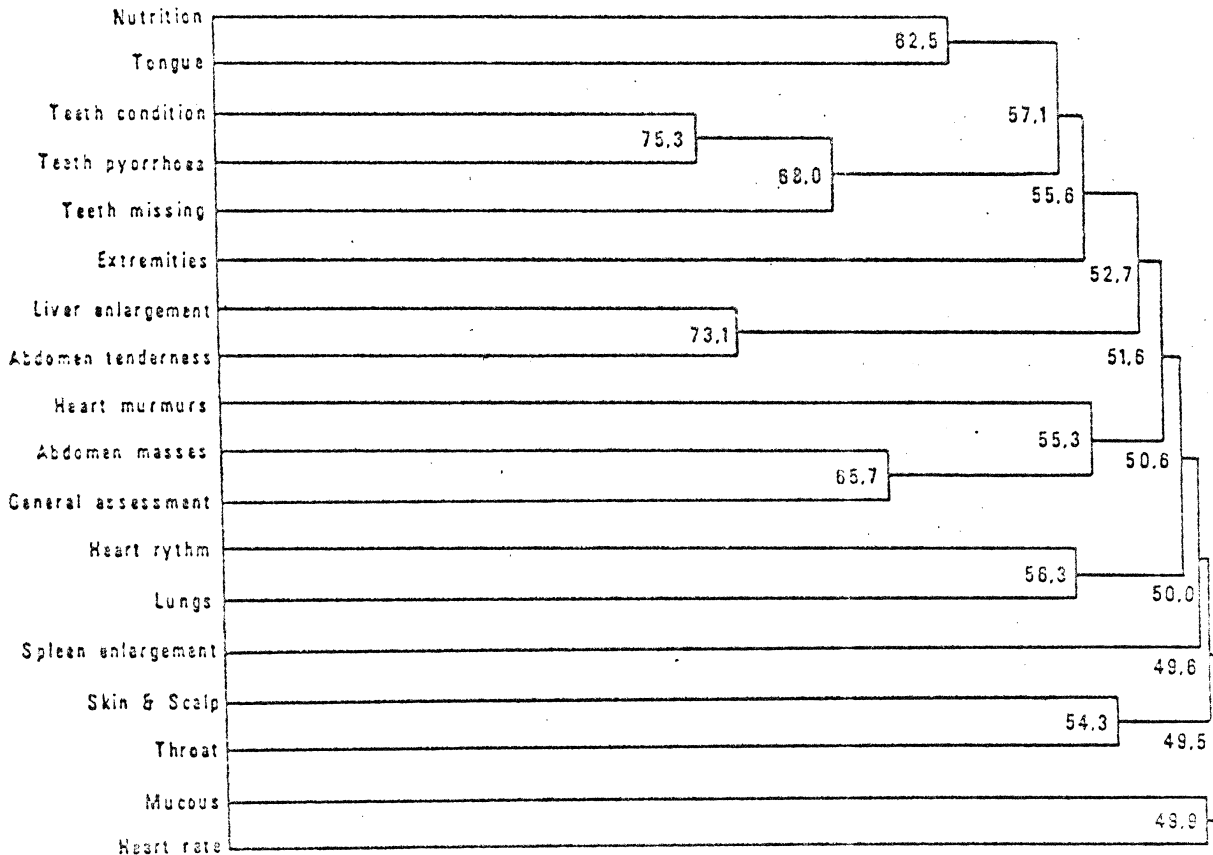 Nutrition
62,5
Tongue
Teeth condition
57,1
75,3
Teeth pyorrhoea
68,0
55,6
Teeth missing
Extremities
52,7
Liver enlargement
73,1
Abdomen tenderness
51,6
Heart murmurs
55,3
Abdomen masses
50,6
65,7
General assessment
Heart rythm
56,3
50,0
Lungs
Spleen enlargement
49,6
Skin & Scalp
54,3
49,5
Throat
Mucous
Heart rate